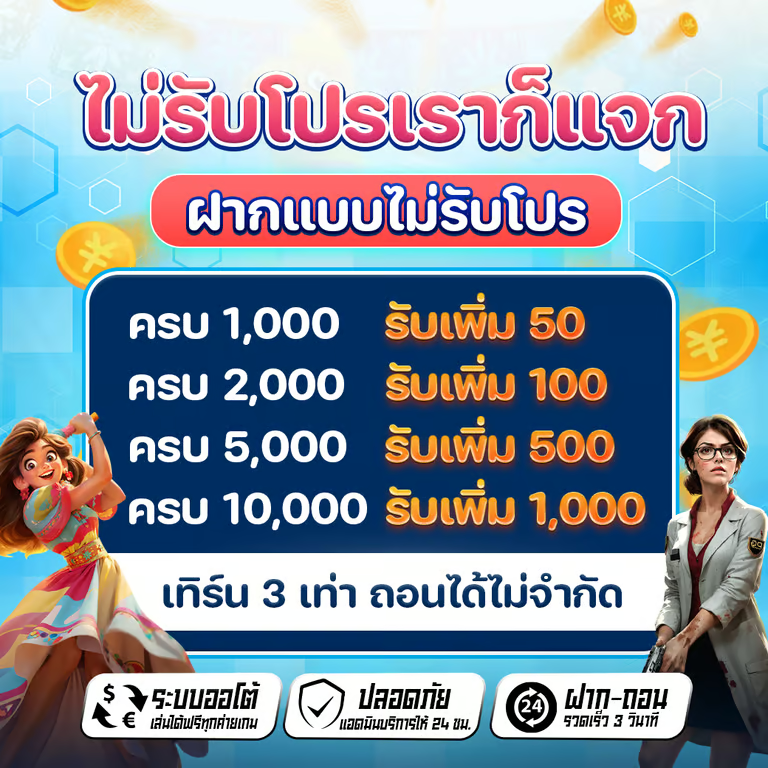 ไม่รับโปรเราก็แจก
ฝากแบบไม่รับโปร
ครบ 1,000 รับเพิ่ม 50
ครบ 2,000 รับเพิ่ม 100
ครบ 5,000 รับเพิ่ม 500
ครบ 10,000 รับเพิ่ม 1,000
เทิร์น 3 เท่า ถอนได้ไม่จำกัด
ระบบออโต้
เล่นได้ฟรีทุกค่ายเกม
ปลอดภัย
แอดมินบริการให้ 24 ชม.
24
ฝาก-ถอน
รวดเร็ว 3 วินาที